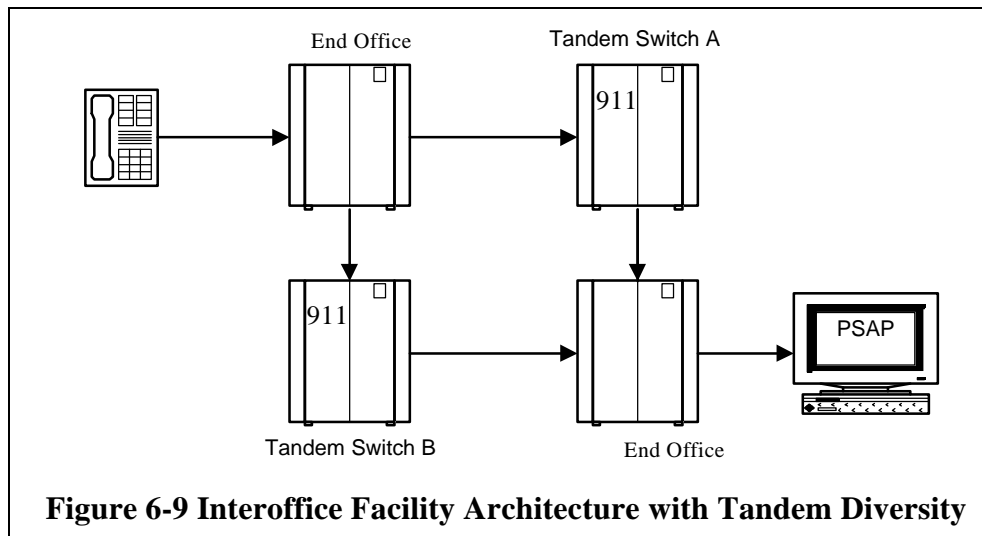 End Office
Tandem Switch A
911
911
PSAP
Tandem Switch B
End Office
Figure 6-9 Interoffice Facility Architecture with Tandem Diversity